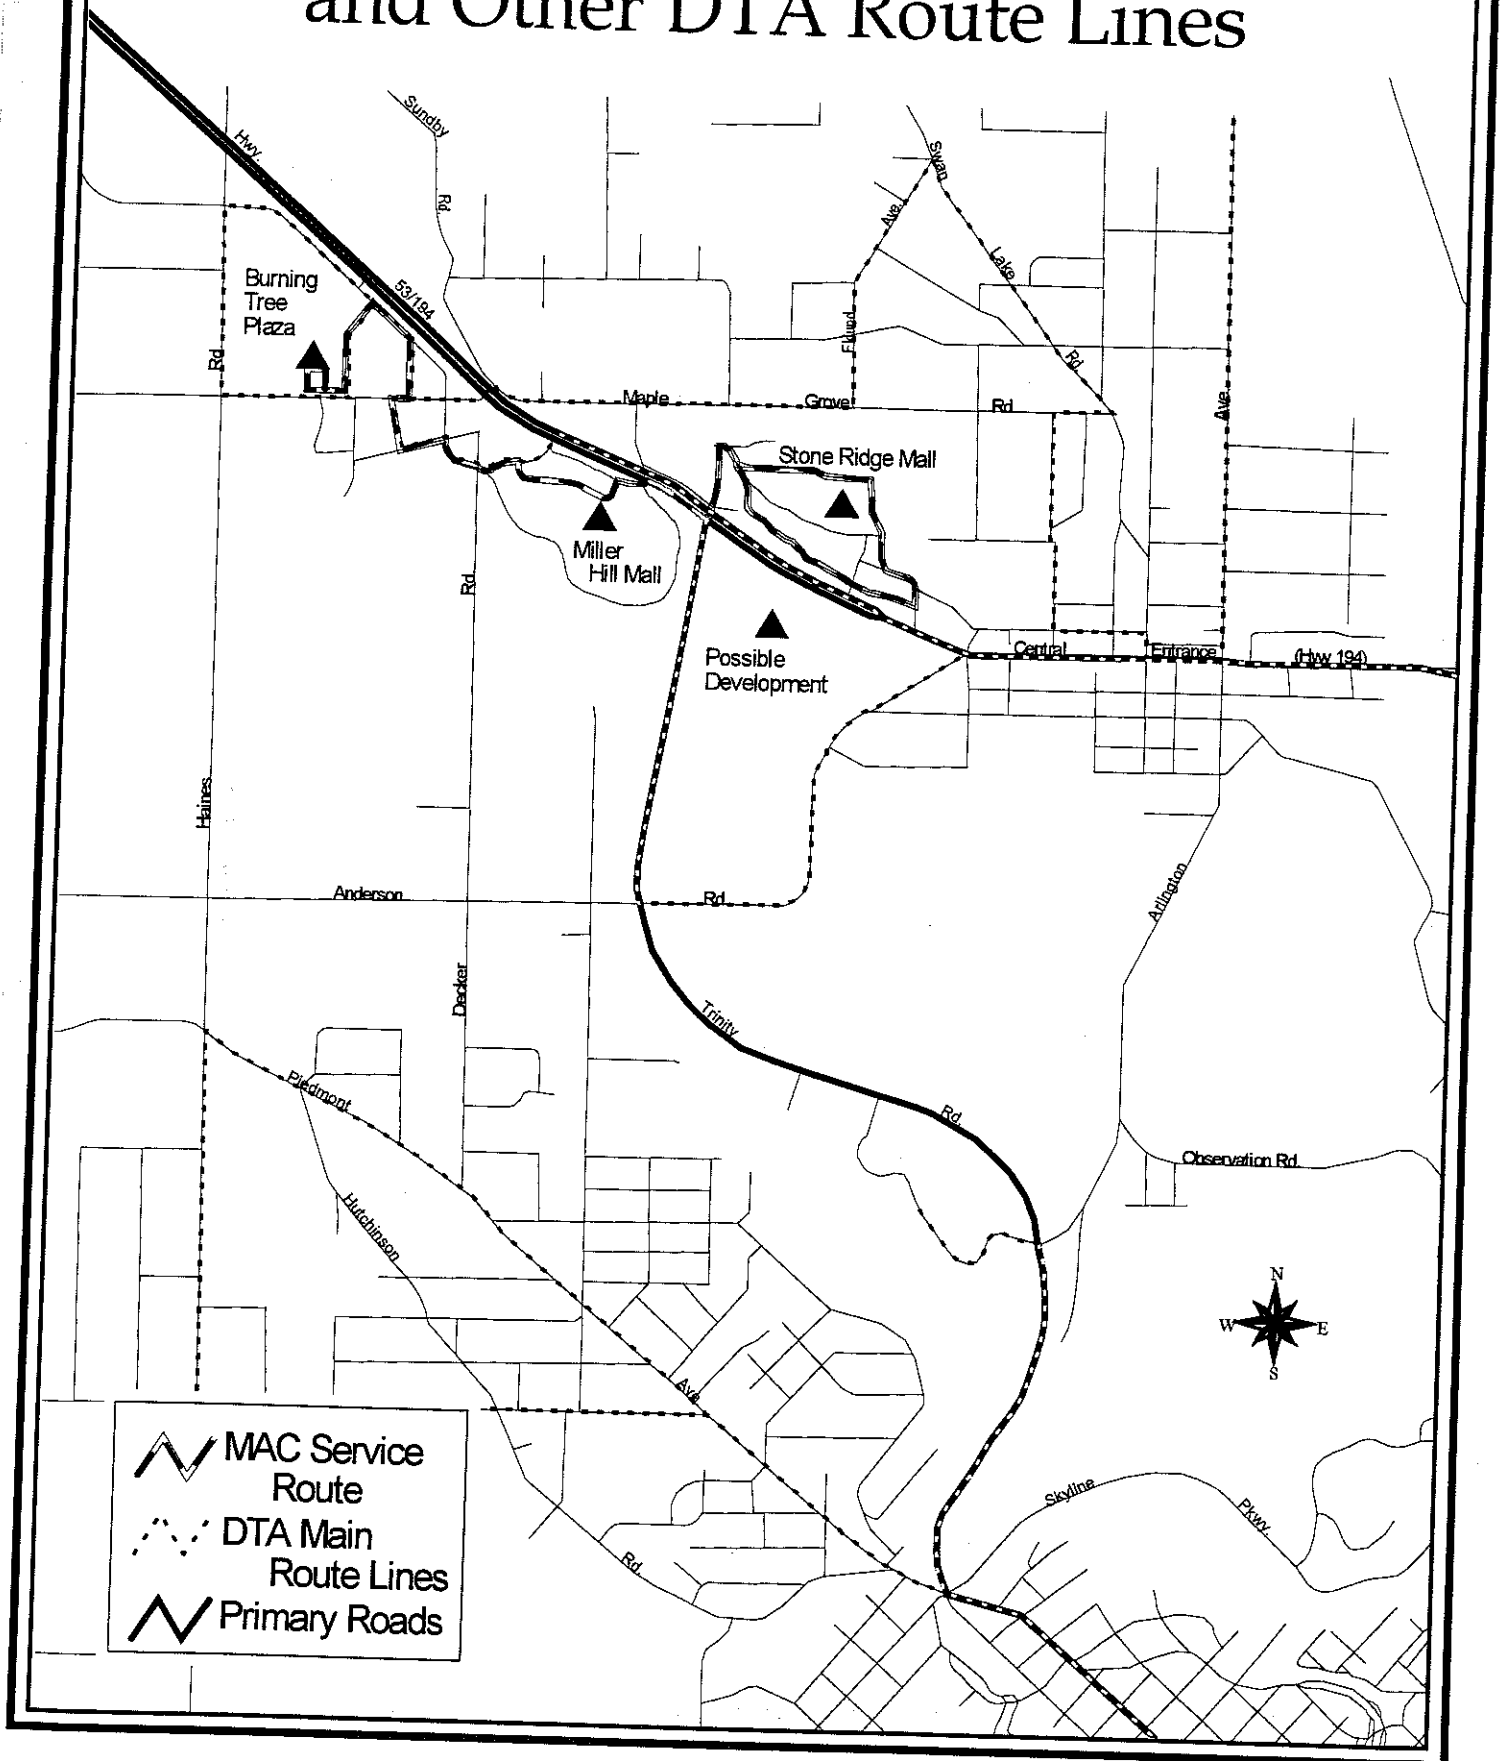 and Other DTA Route Lines
Sundby
Hwy.
Swan
Rd.
Ave.
Lake
Burning
Tree
Plaza
53/194
Eklund
Rd
Rd.
Maple
Grove
Rd
Ave.
Stone Ridge Mall
Miller
Hill Mall
Rd
Possible
Development
Central
Entrance
(Hwy 194)
Haines
Anderson
Rd
Arlington
Decker
Trinity
Piedmont
Rd.
Observation Rd.
Hutchinson
N
W
E
S
Ave
MAC Service
Route
DTA Main
Route Lines
Primary Roads
Skyline
Pkwy.
Rd.